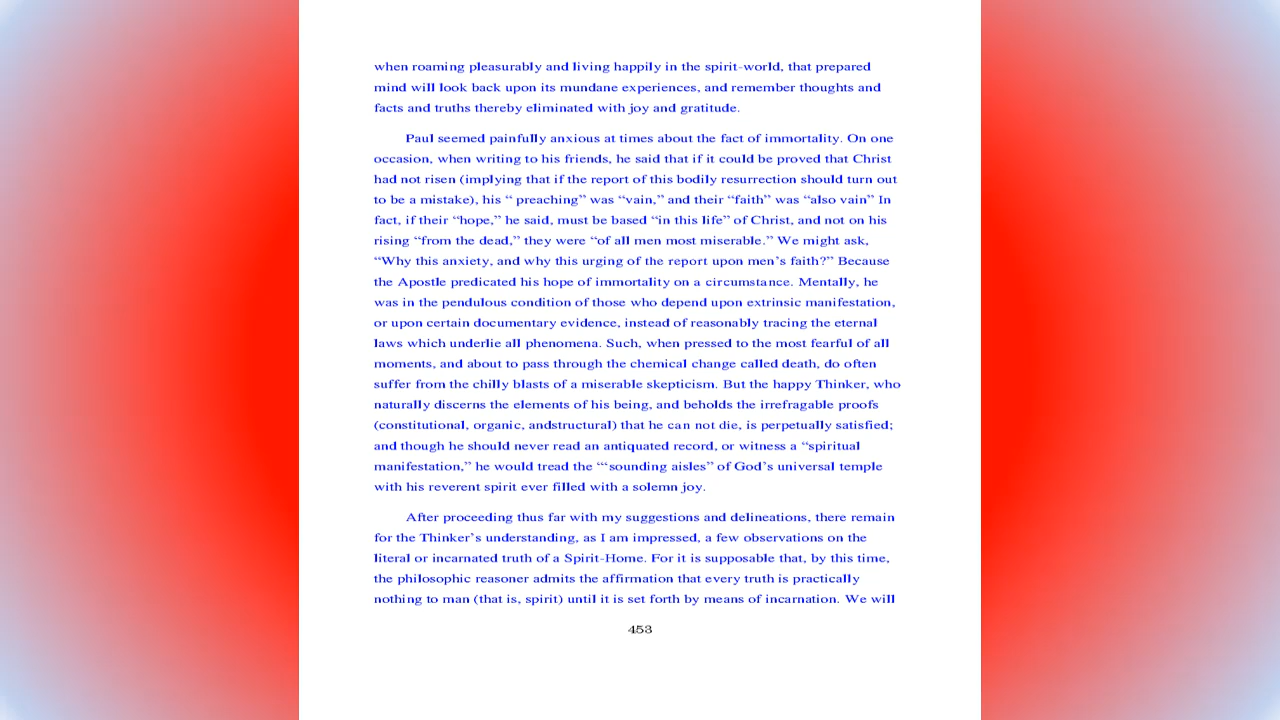 when roaming pleasurably and living happily in the spirit-world, that prepared
mind will look back upon its mundane experiences, and remember thoughts and
facts and truths thereby eliminated with joy and gratitude.
Paul seemed painfully anxious at times about the fact of immortality. On one
occasion, when writing to his friends, he said that if it could be proved that Christ
had not risen (implying that if the report of this bodily resurrection should turn out
to be a mistake), his “ preaching” was “vain,” and their “faith” was “also vain” In
fact, if their “hope,” he said, must be based “in this life” of Christ, and not on his
rising “from the dead,” they were “of all men most miserable.” We might ask,
“Why this anxiety, and why this urging of the report upon men’s faith?” Because
the Apostle predicated his hope of immortality on a circumstance. Mentally, he
was in the pendulous condition of those who depend upon extrinsic manifestation,
or upon certain documentary evidence, instead of reasonably tracing the eternal
laws which underlie all phenomena. Such, when pressed to the most fearful of all
moments, and about to pass through the chemical change called death, do often
suffer from the chilly blasts of a miserable skepticism. But the happy Thinker, who
naturally discerns the elements of his being, and beholds the irrefragable proofs
(constitutional, organic, andstructural) that he can not die, is perpetually satisfied;
and though he should never read an antiquated record, or witness a “spiritual
manifestation,” he would tread the “‘sounding aisles” of God’s universal temple
with his reverent spirit ever filled with a solemn joy.
After proceeding thus far with my suggestions and delineations, there remain
for the Thinker’s understanding, as I am impressed, a few observations on the
literal or incarnated truth of a Spirit-Home. For it is supposable that, by this time,
the philosophic reasoner admits the affirmation that every truth is practically
nothing to man (that is, spirit) until it is set forth by means of incarnation. We will
453